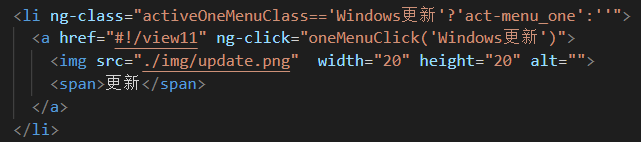 <li ng-class="activeOneMenuClass=='Windows更新'?'act-menu_one':''">
<a href="#!/view11" ng-click="oneMenuClick('Windows更新')">
<img src="./img/update.png"  width="20" height="20" alt="">
<span>更新</span>
</a>
</li>